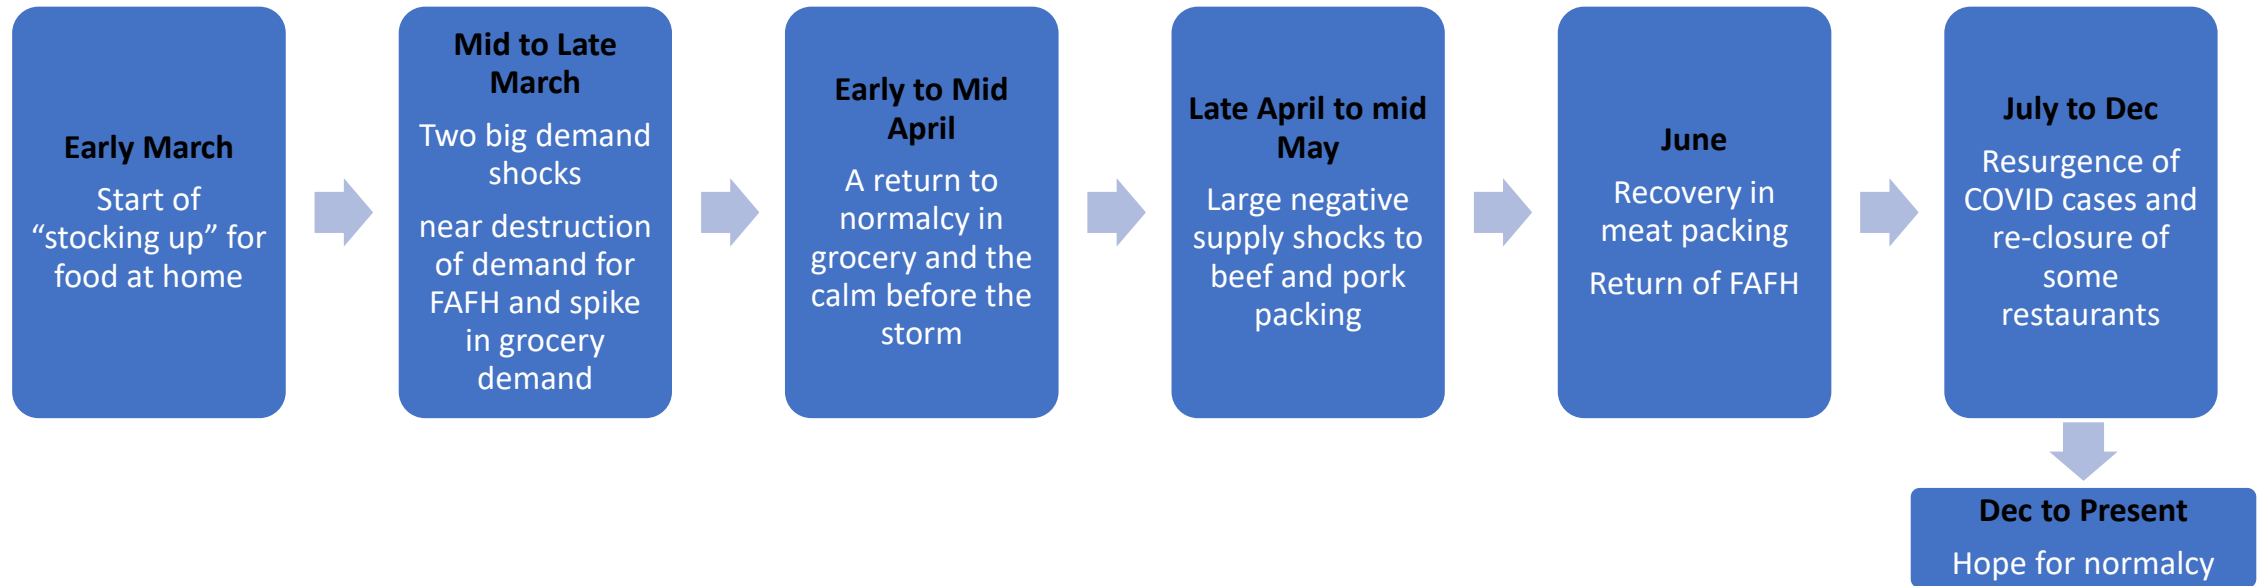 Early March
Start of
“stocking up” for
food at home
Mid to Late
March
Two big demand
shocks
near destruction
of demand for
FAFH and spike
in grocery
demand
Early to Mid
April
A return to
normalcy in
grocery and the
calm before the
storm
Late April to mid
May
Large negative
supply shocks to
beef and pork
packing
June
Recovery in
meat packing
Return of FAFH
July to Dec
Resurgence of
COVID cases and
re-closure of
some
restaurants
Dec to Present
Hope for normalcy